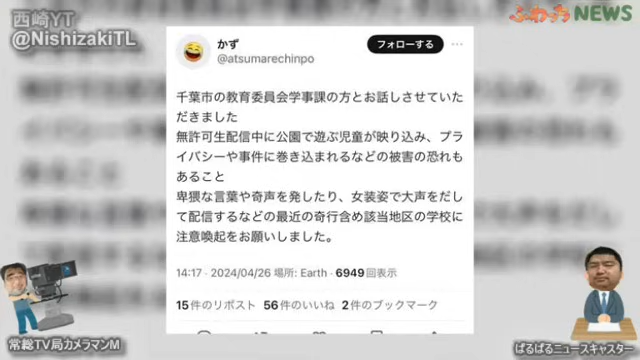 西崎YT
@NishizakiTL
ふわっちNEWS
かず
フォローする
@atsumarechinpo
千葉市の教育委員会学事課の方とお話しさせていた
だきました
無許可生配信中に公園で遊ぶ児童が映り込み、プラ
イバシーや事件に巻き込まれるなどの被害の恐れも
あること
卑猥な言葉や奇声を発したり、女装姿で大声をだし
て配信するなどの最近の奇行含め該当地区の学校に
注意喚起をお願いしました。
14:17 · 2024/04/26 場所: Earth · 6949回表示
15件のリポスト 56件のいいね 2件のブックマーク
常総TV局カメラマンM
ぱるぱるニュースキャスター